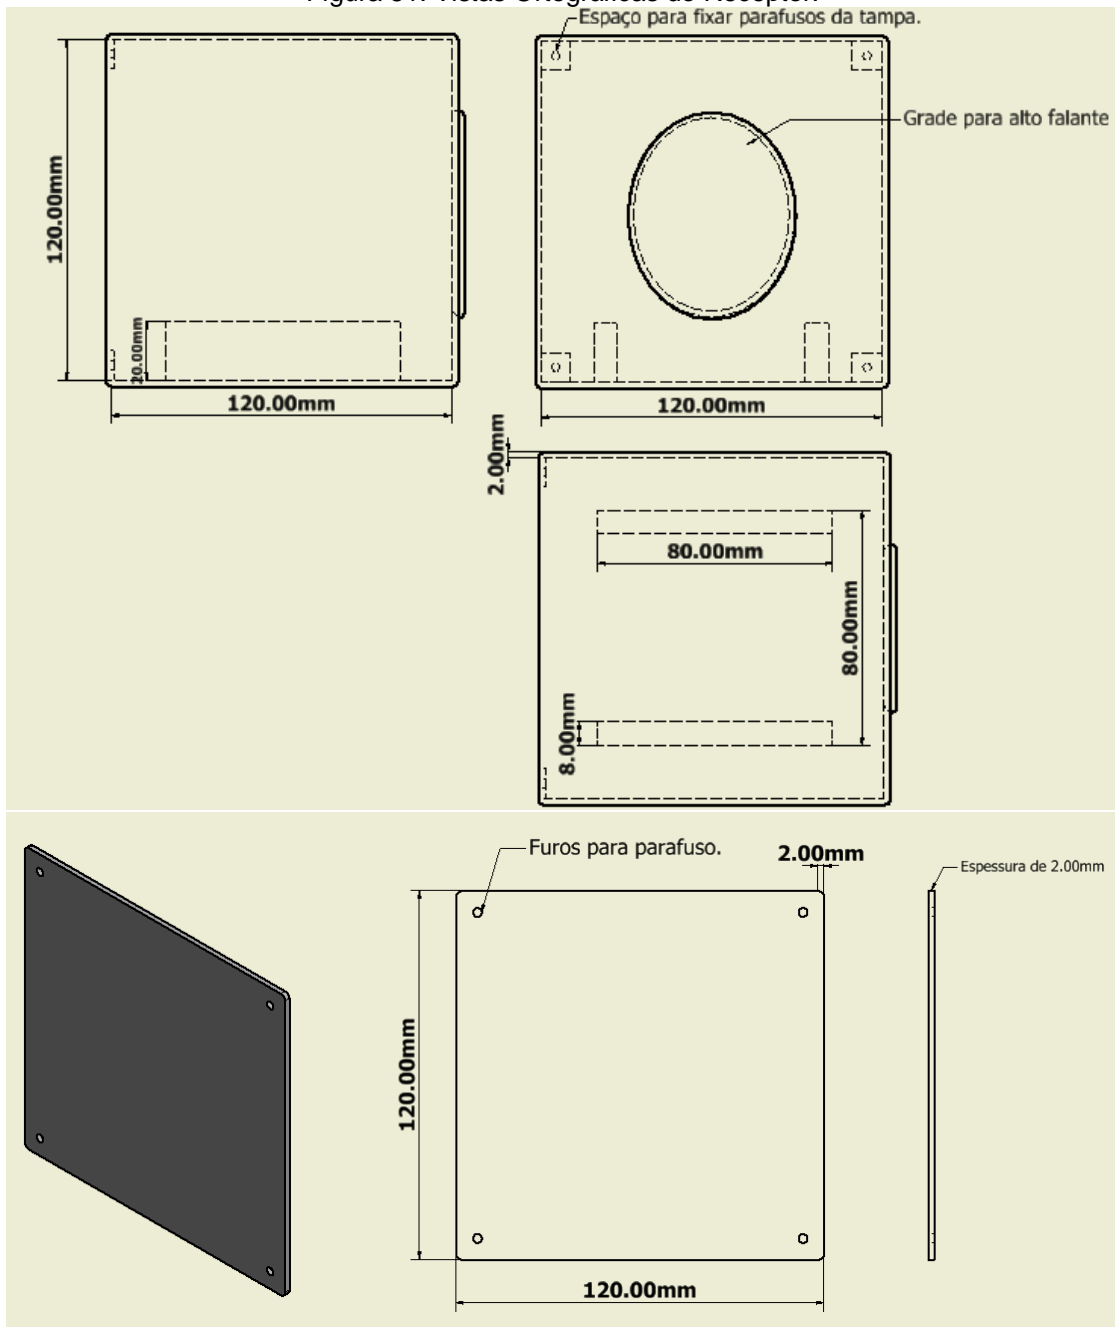 Espaço para fixar parafusos da tampa.
Grade para alto falante
120.00mm
20.00mm
120.00mm
120.00mm
2.00mm
80.00mm
80.00mm
8.00mm
Furos para parafuso.
2.00mm
Espessura de 2.00mm
120.00mm
120.00mm